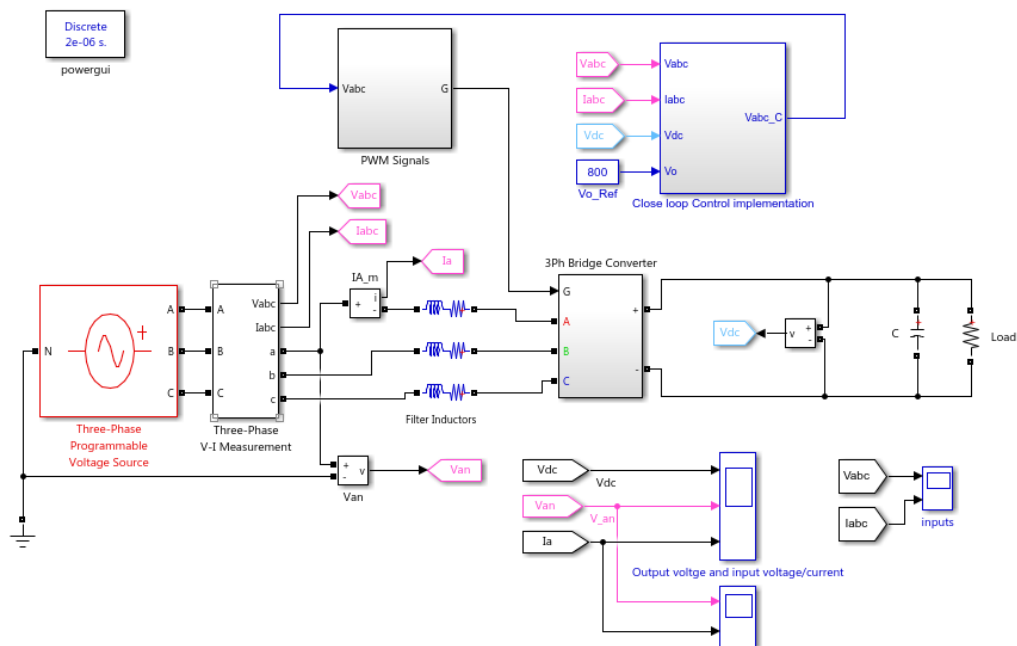 Discrete
2e-06 s.
powergui
Vabc
G
PWM Signals
Vabc
Iabc
Vdc
800
Vo_Ref
Vabc
Iabc
Vdc
Vo
Vabc_C
Close loop Control implementation
Vabc
Iabc
Ia
IA_m
+
i
-
3Ph Bridge Converter
G
A
B
C
+
-
N
A
B
C
+
Three-Phase
Programmable
Voltage Source
A
B
C
Vabc
Iabc
a
b
c
Three-Phase
V-I Measurement
Filter Inductors
Vdc
v
+
-
C
+
Load
+
-
v
Van
Van
Vdc
Vdc
Van
V_an
Ia
Output voltge and input voltage/current
Vabc
Iabc
inputs